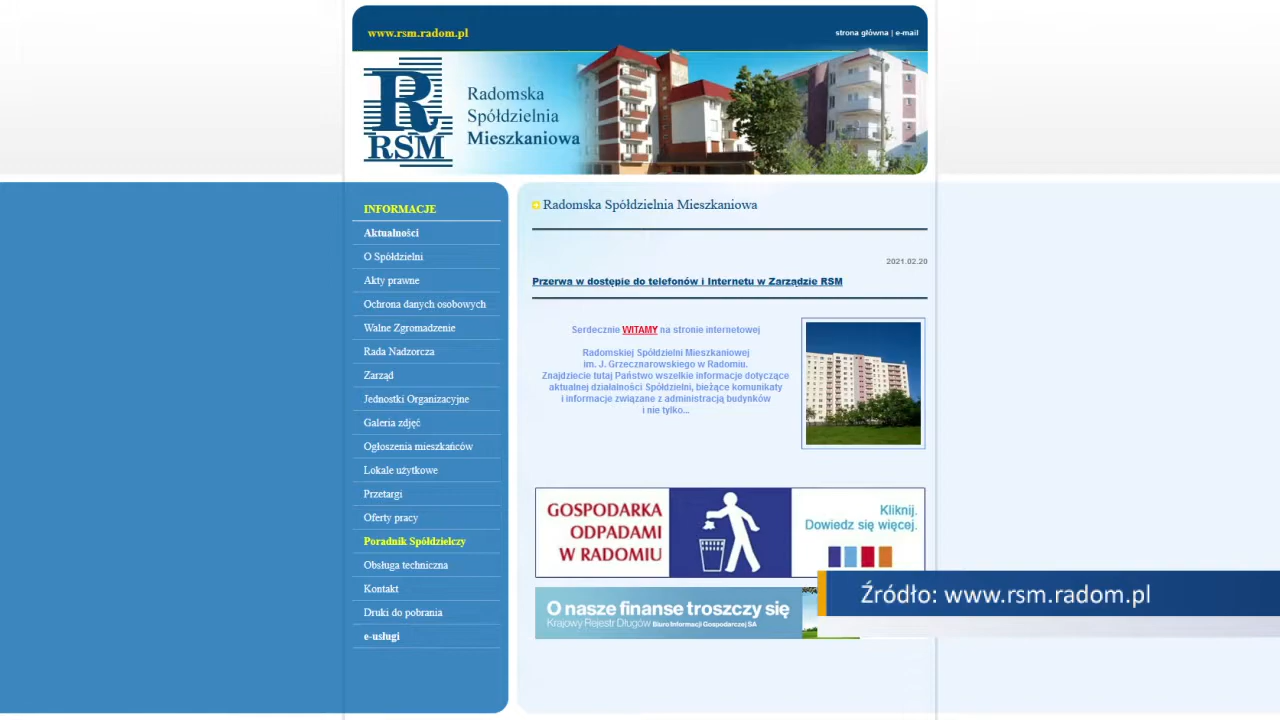 www.rsm.radom.pl
strona główna | e-mail
R
RSM
Radomska
Spółdzielnia
Mieszkaniowa
INFORMACJE
Aktualności
O Spółdzielni
Akty prawne
Ochrona danych osobowych
Walne Zgromadzenie
Rada Nadzorcza
Zarząd
Jednostki Organizacyjne
Galeria zdjęć
Ogłoszenia mieszkańców
Lokale użytkowe
Przetargi
Oferty pracy
Poradnik Spółdzielczy
Obsługa techniczna
Kontakt
Druki do pobrania
e-usługi
Radomska Spółdzielnia Mieszkaniowa
2021.02.20
Przerwa w dostępie do telefonów i Internetu w Zarządzie RSM
Serdecznie WITAMY na stronie internetowej
Radomskiej Spółdzielni Mieszkaniowej
im. J. Grzecznarowskiego w Radomiu.
Znajdziecie tutaj Państwo wszelkie informacje dotyczące
aktualnej działalności Spółdzielni, bieżące komunikaty
i informacje związane z administracją budynków
i nie tylko...
GOSPODARKA
ODPADAMI
W RADOMIU
Kliknij.
Dowiedz się więcej.
O nasze finanse troszczy się
Krajowy Rejestr Długów Biuro Informacji Gospodarczej SA
Źródło: www.rsm.radom.pl